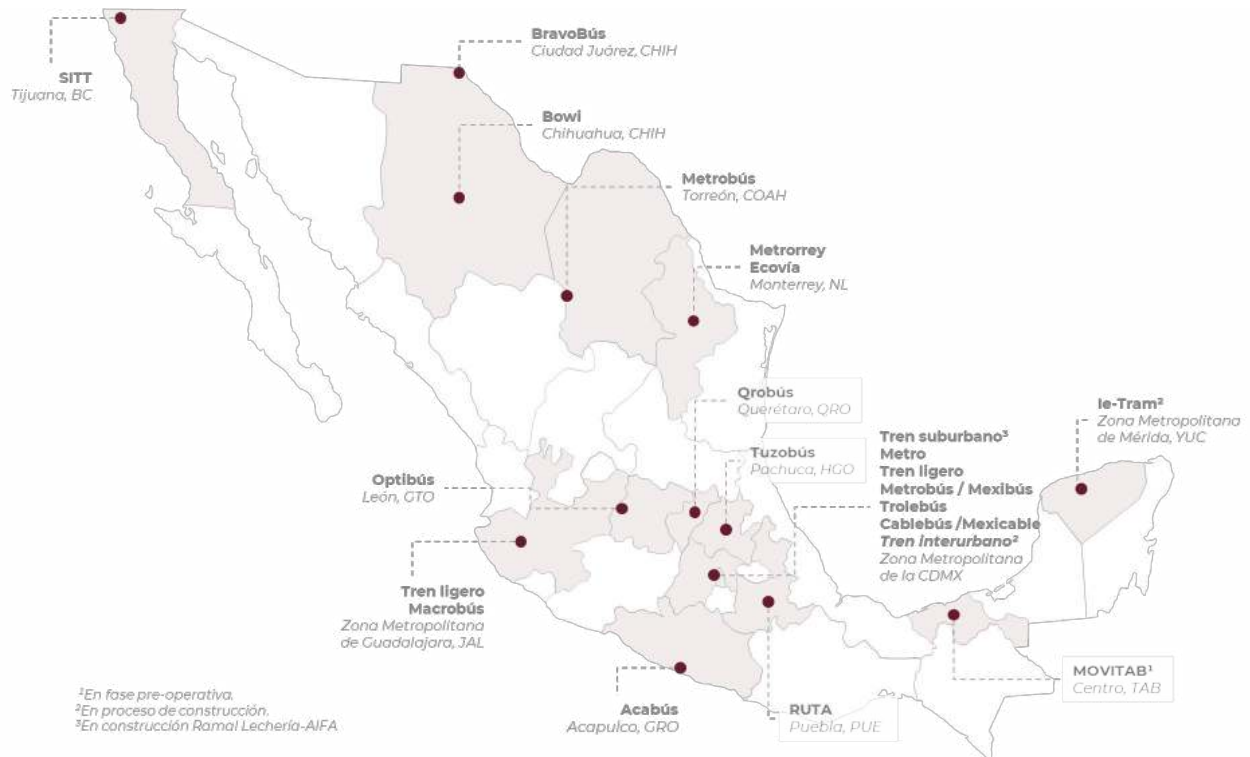 BravoBús
Ciudad Juárez, CHIH
SITT
Tijuana, BC
Bowi
Chihuahua, CHIH
Metrobús
Torreón, COAH
Metrorrey
Ecovía
Monterrey, NL
Qrobús
Querétaro, QRO
Ie-Tram²
Zona Metropolitana
de Mérida, YUC
Tuzobús
Pachuca, HGO
Tren suburbano³
Metro
Tren ligero
Metrobús / Mexibús
Trolebús
Cablebús /Mexicable
Tren interurbano²
Zona Metropolitana
de la CDMX
Optibús
León, GTO
Tren ligero
Macrobús
Zona Metropolitana
de Guadalajara, JAL
MOVITAB¹
Centro, TAB
Acabús
Acapulco, GRO
RUTA
Puebla, PUE
¹En fase pre-operativa.
²En proceso de construcción.
³En construcción Ramal Lechería-AIFA